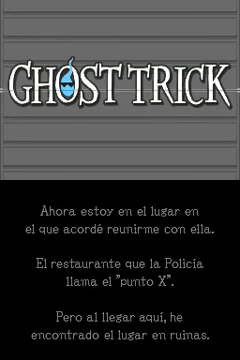 GHOST TRICK
Ahora estoy en el lugar en
el que acordé reunirme con ella.
El restaurante que la Policía
llama el "punto X".
Pero al llegar aquí, he
encontrado el lugar en ruinas.